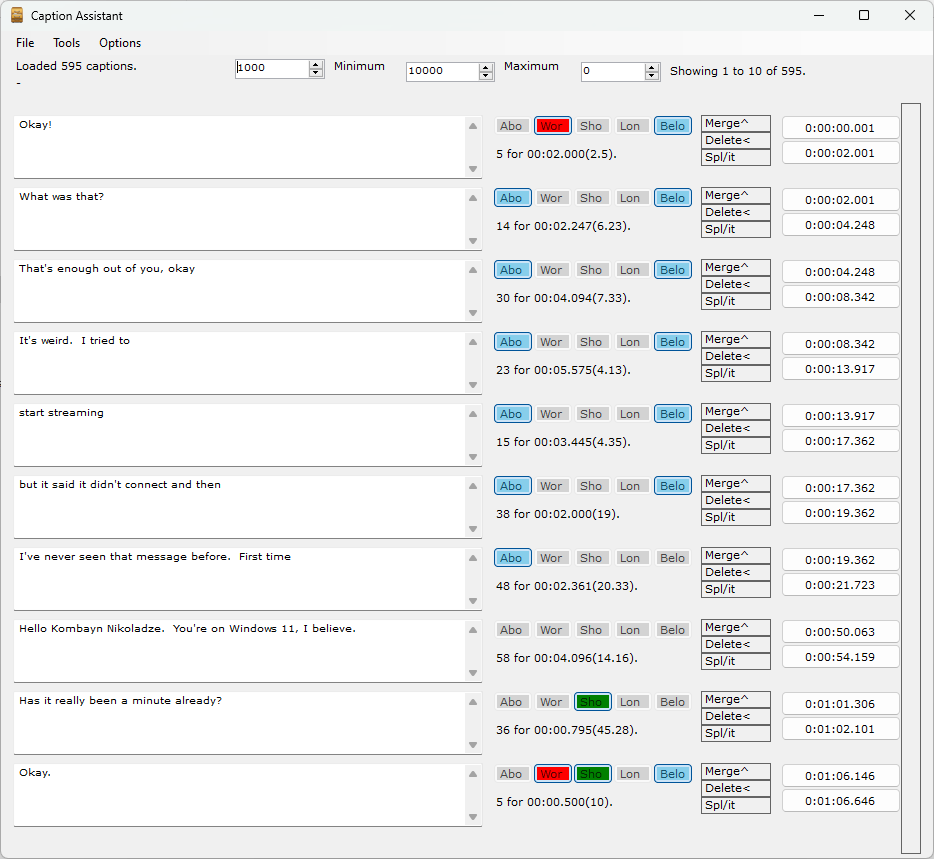 Caption Assistant
File Tools Options
Loaded 595 captions. 1000 Minimum 10000 Maximum 0 Showing 1 to 10 of 595.
-
Okay! Abo Wor Sho Lon Belo Merge^ 0:00:00.001
Delete<
5 for 00:02.000(2.5). Spl/it 0:00:02.001
What was that? Abo Wor Sho Lon Belo Merge^ 0:00:02.001
Delete<
14 for 00:02.247(6.23). Spl/it 0:00:04.248
That's enough out of you, okay Abo Wor Sho Lon Belo Merge^ 0:00:04.248
Delete<
30 for 00:04.094(7.33). Spl/it 0:00:08.342
It's weird.  I tried to Abo Wor Sho Lon Belo Merge^ 0:00:08.342
Delete<
23 for 00:05.575(4.13). Spl/it 0:00:13.917
start streaming Abo Wor Sho Lon Belo Merge^ 0:00:13.917
Delete<
15 for 00:03.445(4.35). Spl/it 0:00:17.362
but it said it didn't connect and then Abo Wor Sho Lon Belo Merge^ 0:00:17.362
Delete<
38 for 00:02.000(19). Spl/it 0:00:19.362
I've never seen that message before.  First time Abo Wor Sho Lon Belo Merge^ 0:00:19.362
Delete<
48 for 00:02.361(20.33). Spl/it 0:00:21.723
Hello Kombayn Nikoladze.  You're on Windows 11, I believe. Abo Wor Sho Lon Belo Merge^ 0:00:50.063
Delete<
58 for 00:04.096(14.16). Spl/it 0:00:54.159
Has it really been a minute already? Abo Wor Sho Lon Belo Merge^ 0:01:01.306
Delete<
36 for 00:00.795(45.28). Spl/it 0:01:02.101
Okay. Abo Wor Sho Lon Belo Merge^ 0:01:06.146
Delete<
5 for 00:00.500(10). Spl/it 0:01:06.646